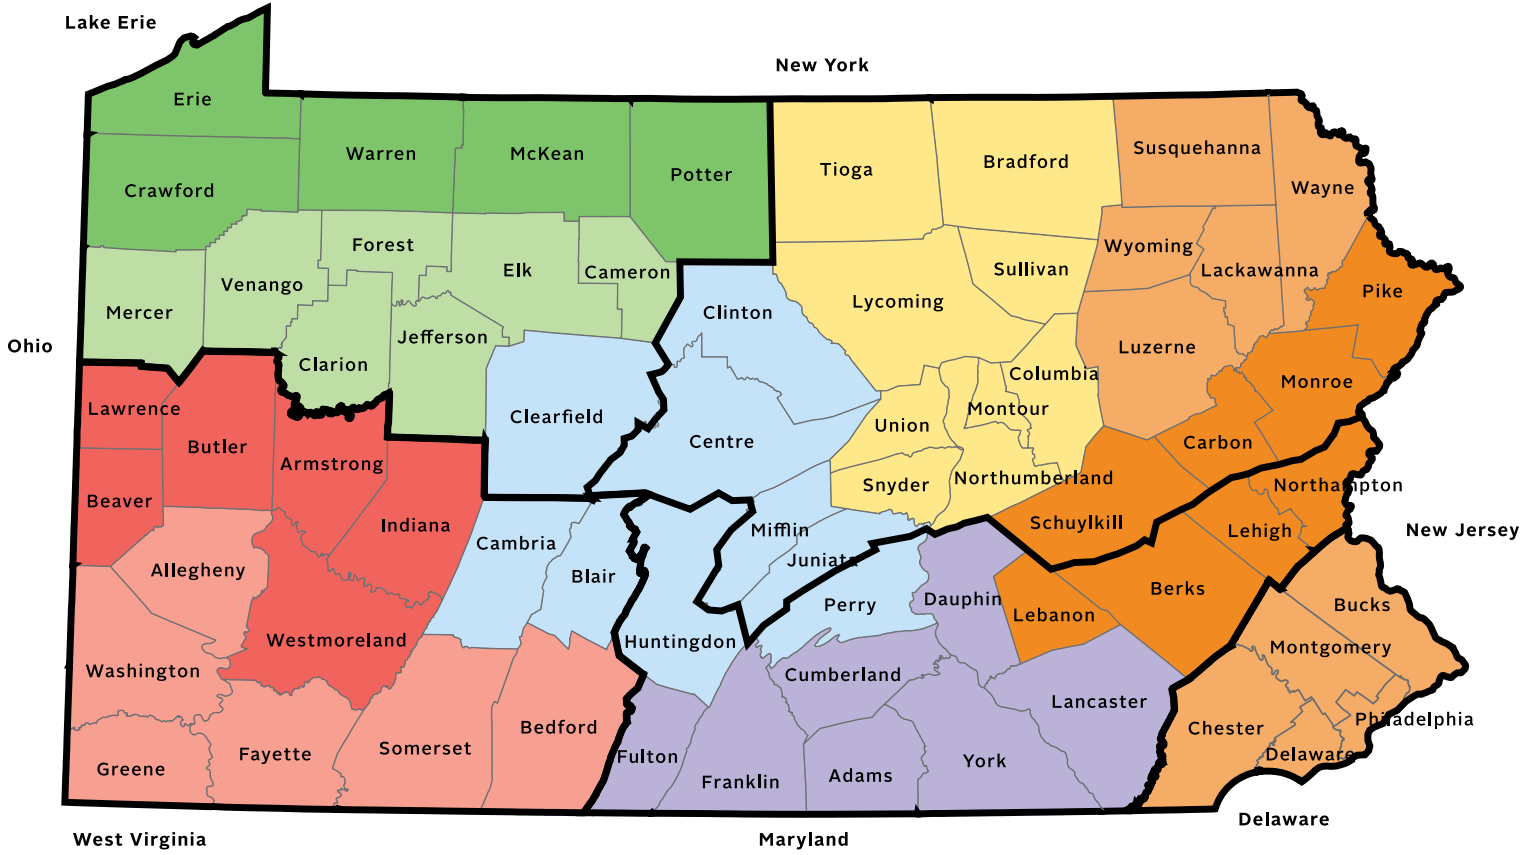 Lake Erie
New York
Erie
Warren
McKean
Potter
Tioga
Bradford
Susquehanna
Wayne
Crawford
Forest
Wyoming
Lackawanna
Venango
Elk
Cameron
Sullivan
Pike
Mercer
Clinton
Lycoming
Ohio
Jefferson
Luzerne
Clarion
Columbia
Monroe
Lawrence
Clearfield
Montour
Butler
Centre
Union
Carbon
Armstrong
Beaver
Snyder
Northumberland
Northampton
Indiana
Mifflin
Schuylkill
Lehigh
New Jersey
Cambria
Juniata
Allegheny
Blair
Perry
Dauphin
Berks
Bucks
Lebanon
Westmoreland
Huntingdon
Montgomery
Washington
Cumberland
Lancaster
Bedford
Chester
Philadelphia
Somerset
Fayette
Fulton
York
Delaware
Greene
Franklin
Adams
Delaware
West Virginia
Maryland